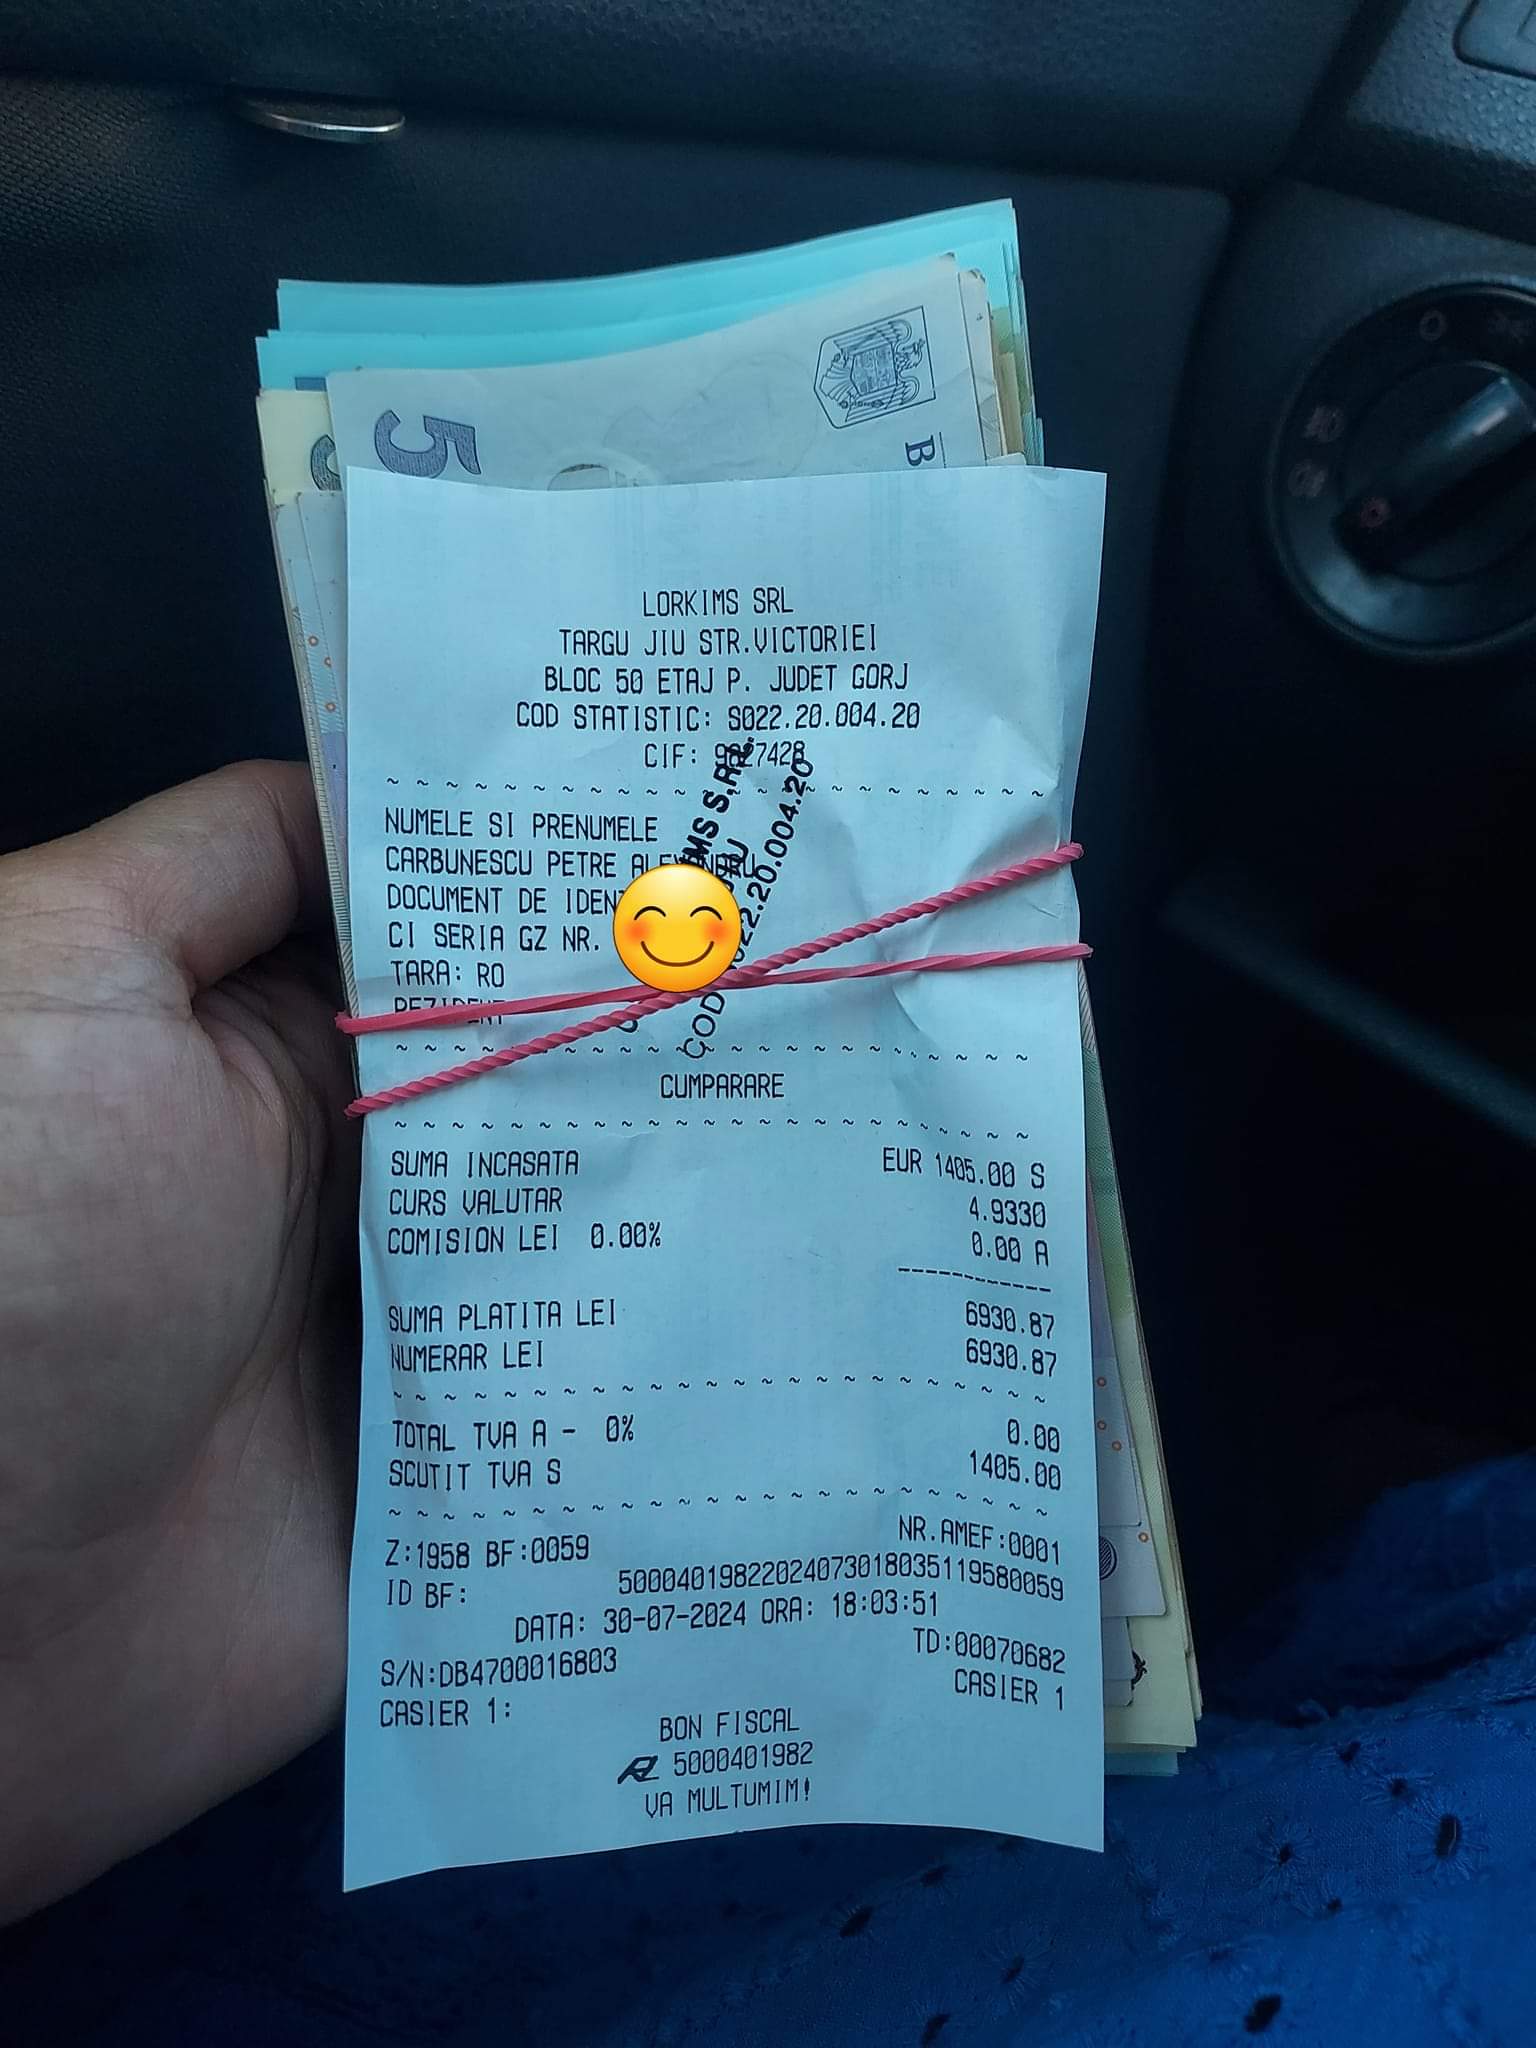 5
B
LORKIMS SRL
TARGU JIU STR.VICTORIEI
BLOC 50 ETAJ P. JUDET GORJ
COD STATISTIC: S022.20.004.20
CIF:
NUMELE SI PRENUMELE
CARBUNESCU PETRE ALEXANDRU
DOCUMENT DE
CI SERIA GZ NR.
TARA: RO
REZIDENT
CUMPARARE
SUMA INCASATA EUR 1405.00 S
CURS VALUTAR 4.9330
COMISION LEI 0.00% 0.00 A
SUMA PLATITA LEI 6930.87
NUMERAR LEI 6930.87
TOTAL TVA A - 0% 0.00
SCUTIT TVA S 1405.00
Z:1958 BF:0059 NR.AMEF:0001
ID BF: 50004019822024073018035119580059
DATA: 30-07-2024 ORA: 18:03:51
S/N:DB4700016803 TD:00070682
CASIER 1: CASIER 1
BON FISCAL
5000401982
VA MULTUMIM!